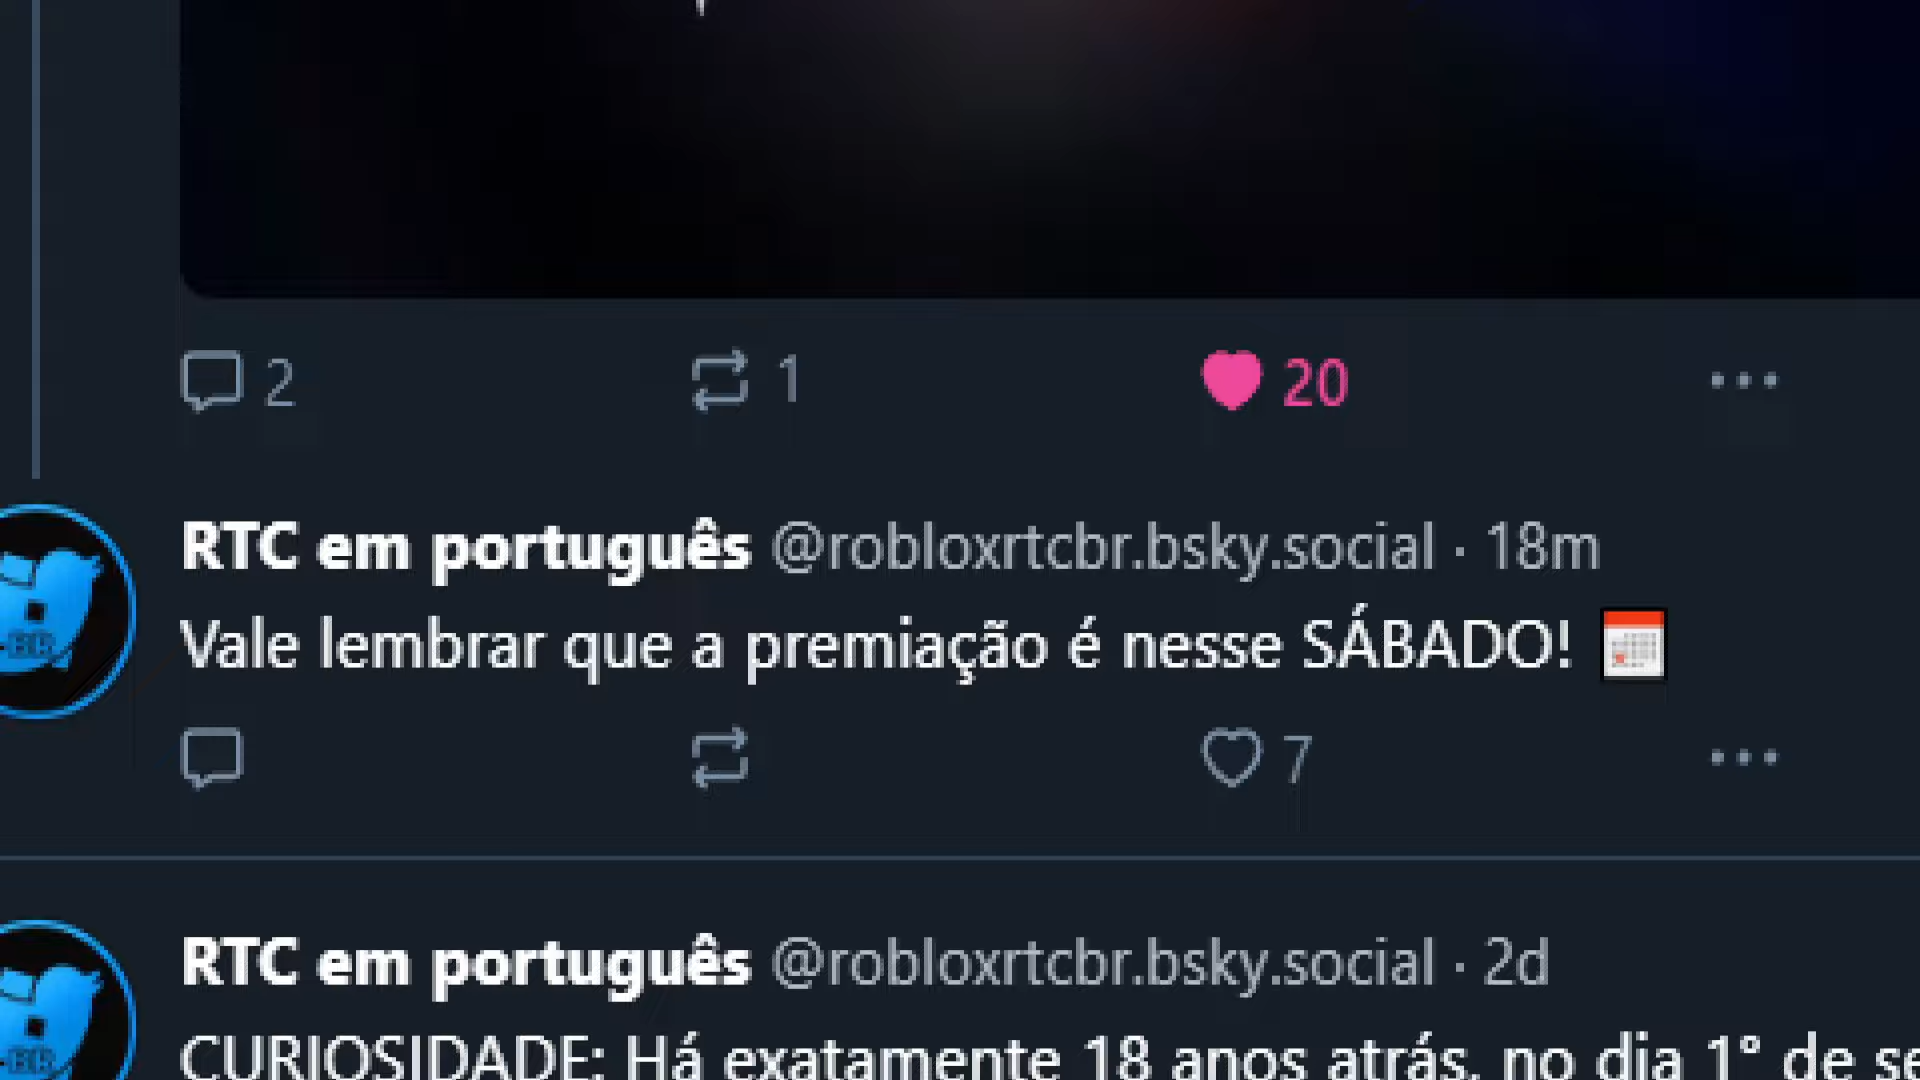 2 1 20
RTC em português @robloxrtcbr.bsky.social · 18m
Vale lembrar que a premiação é nesse SÁBADO!
7
RTC em português @robloxrtcbr.bsky.social · 2d
CURIOSIDADE: Há exatamente 18 anos atrás, no dia 1° de se